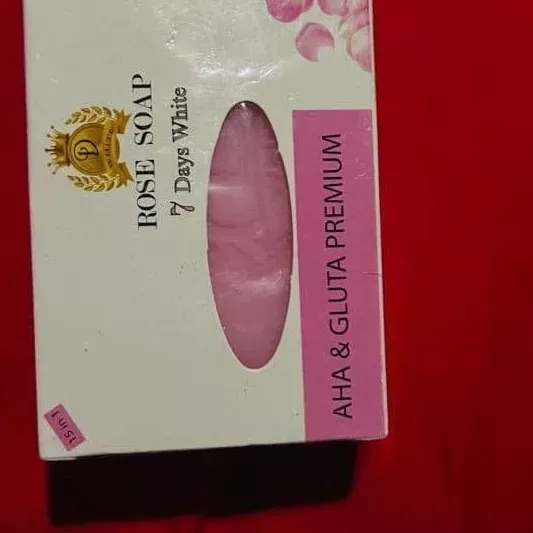 D
ROSE SOAP
7 Days White
AHA & GLUTA PREMIUM
15 in 1